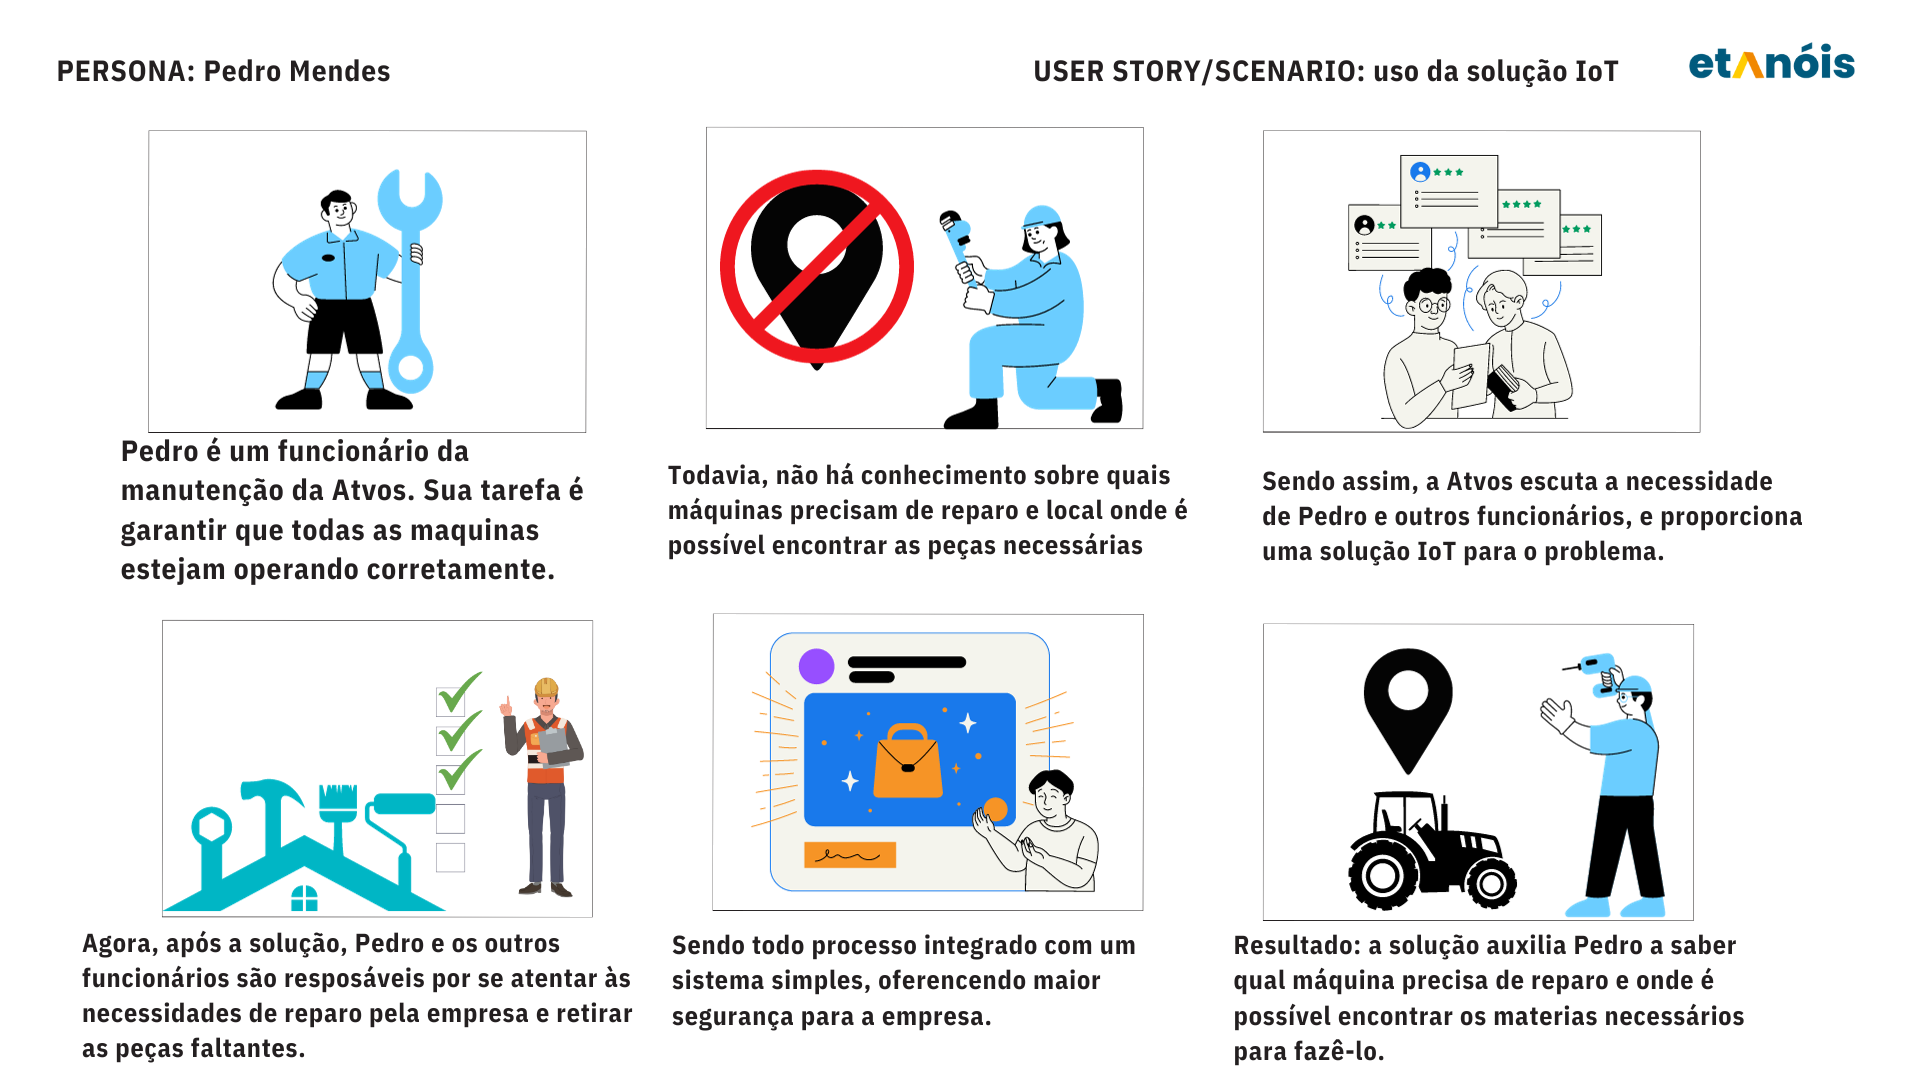 PERSONA: Pedro Mendes
USER STORY/SCENARIO: uso da solução IoT
etanóis
Pedro é um funcionário da
manutenção da Atvos. Sua tarefa é
garantir que todas as maquinas
estejam operando corretamente.
Todavia, não há conhecimento sobre quais
máquinas precisam de reparo e local onde é
possível encontrar as peças necessárias
Sendo assim, a Atvos escuta a necessidade
de Pedro e outros funcionários, e proporciona
uma solução IoT para o problema.
Agora, após a solução, Pedro e os outros
funcionários são resposáveis por se atentar às
necessidades de reparo pela empresa e retirar
as peças faltantes.
Sendo todo processo integrado com um
sistema simples, oferencendo maior
segurança para a empresa.
Resultado: a solução auxilia Pedro a saber
qual máquina precisa de reparo e onde é
possível encontrar os materias necessários
para fazê-lo.